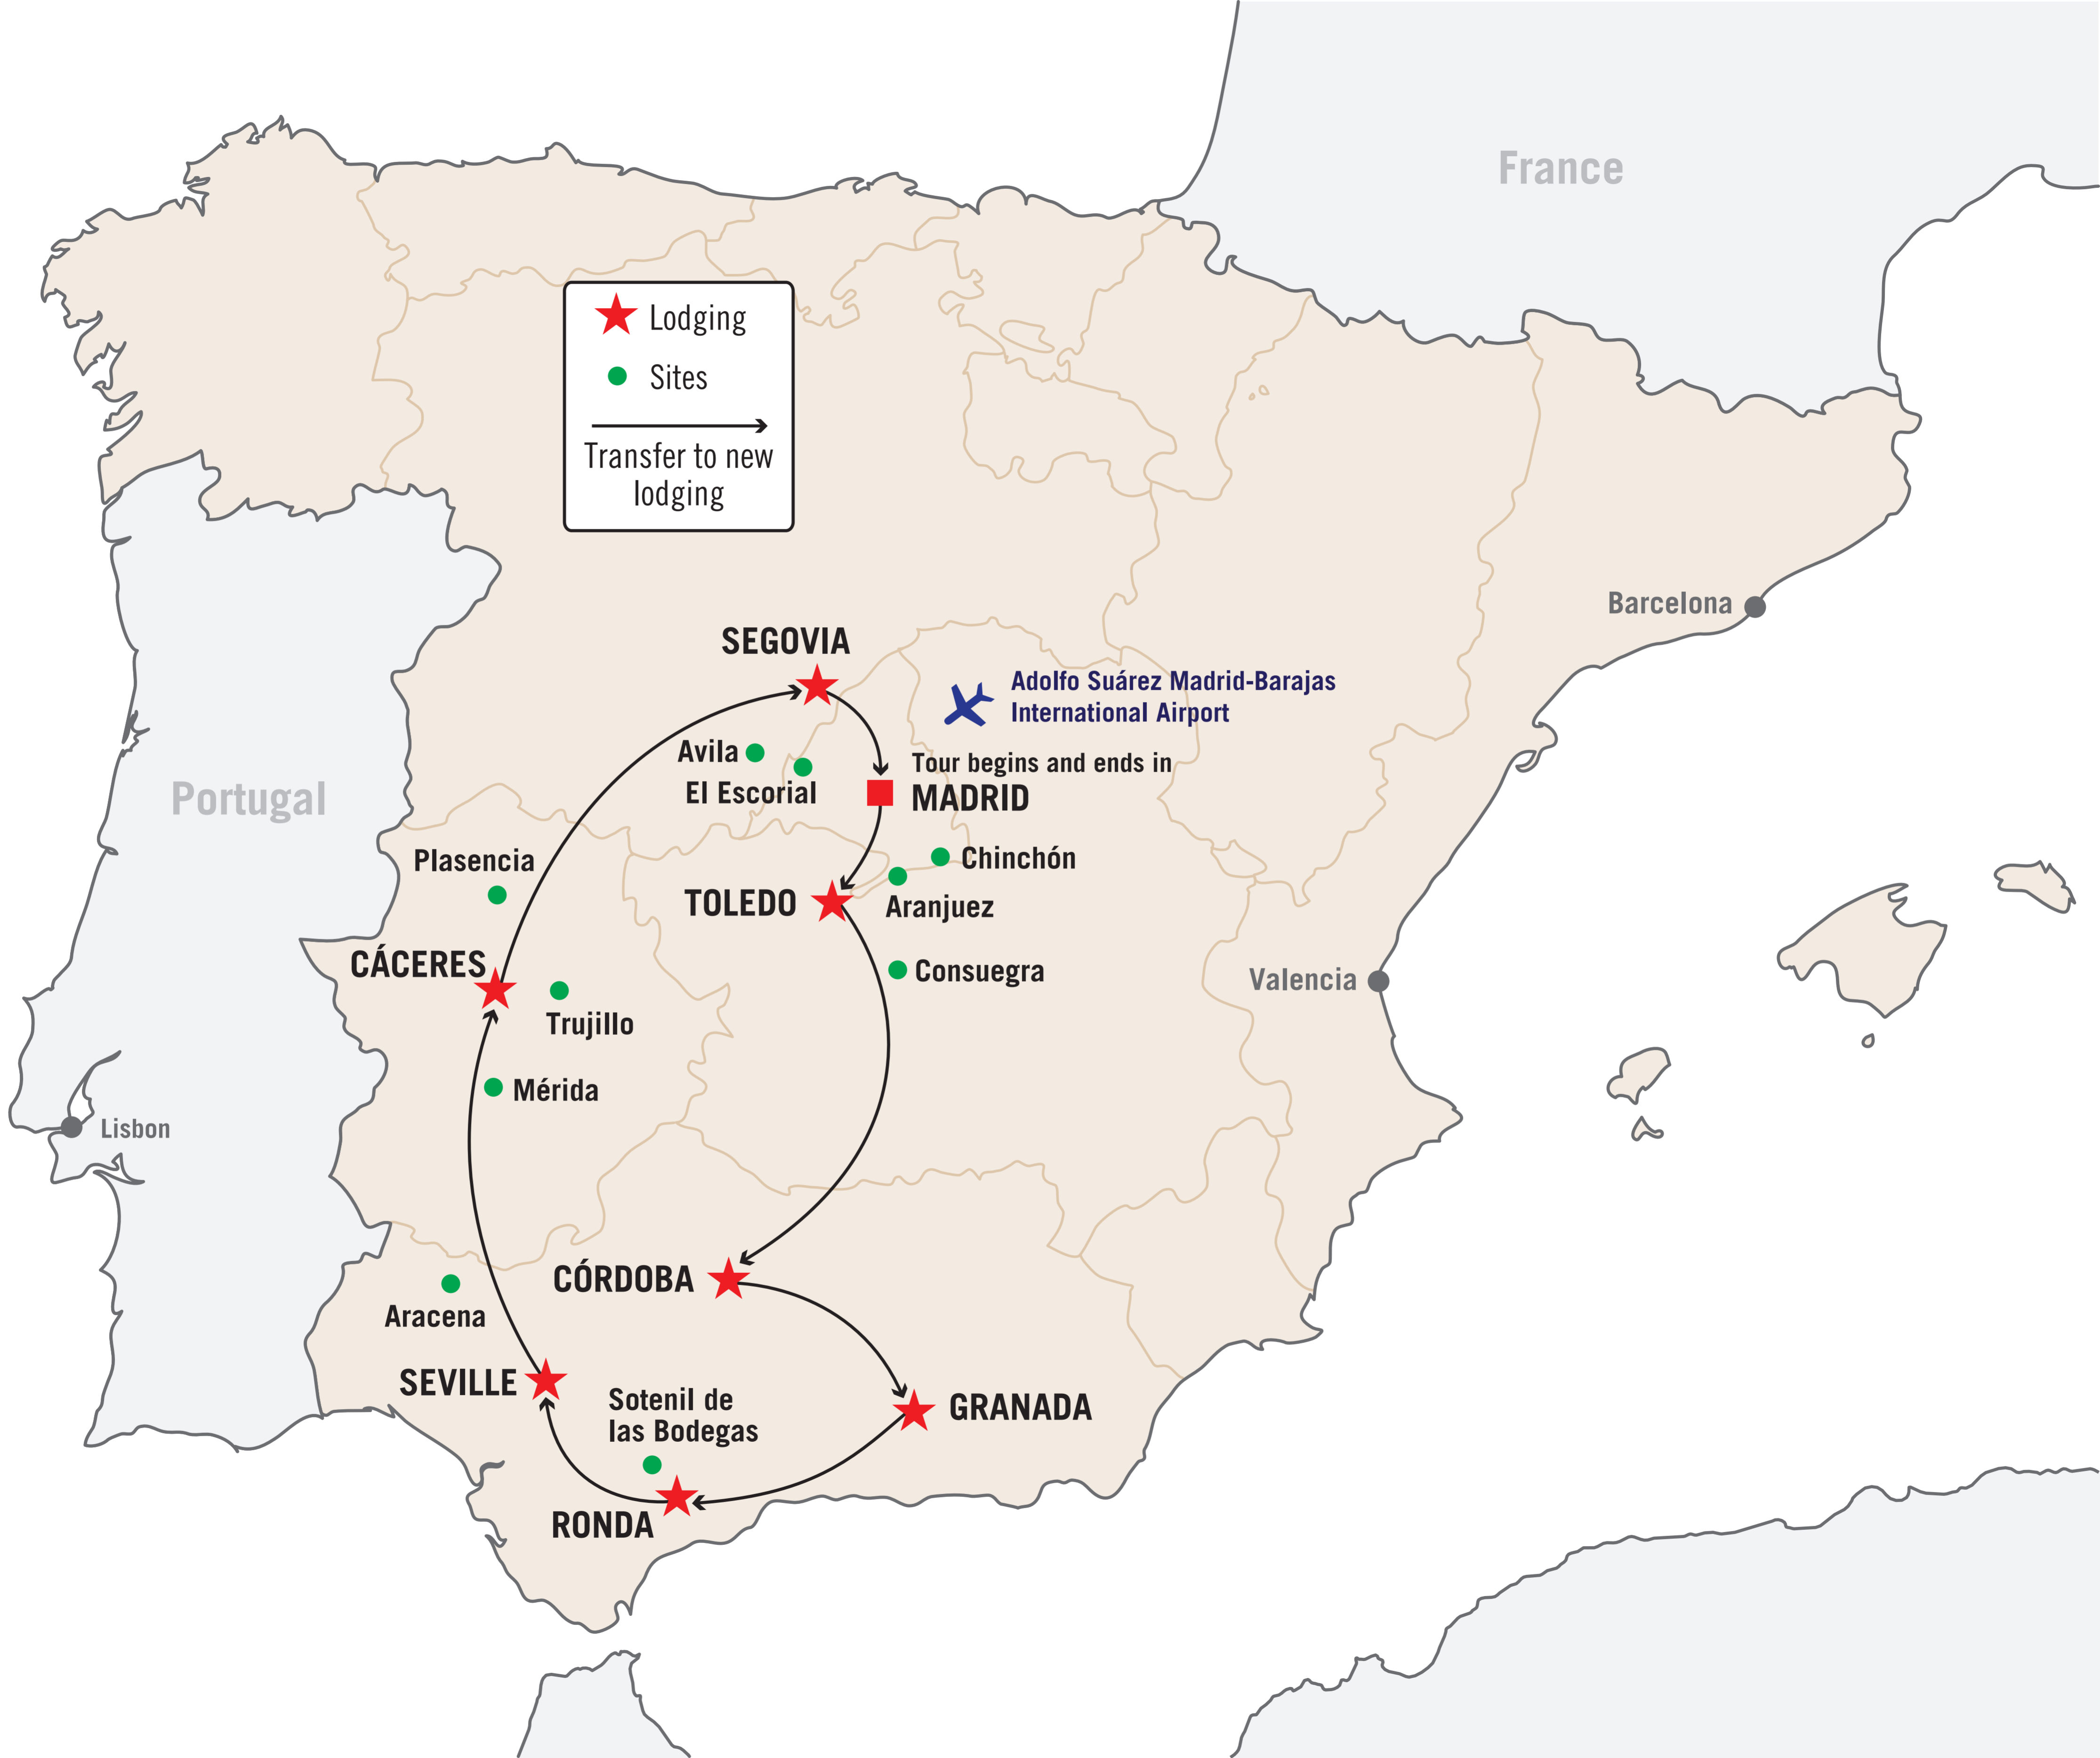 France
Lodging
Sites
Transfer to new
lodging
Barcelona
SEGOVIA
Adolfo Suárez Madrid-Barajas
International Airport
Avila
Tour begins and ends in
El Escorial
MADRID
Portugal
Plasencia
Chinchón
TOLEDO
Aranjuez
CÁCERES
Consuegra
Valencia
Trujillo
Mérida
Lisbon
CÓRDOBA
Aracena
SEVILLE
Sotenil de
las Bodegas
GRANADA
RONDA